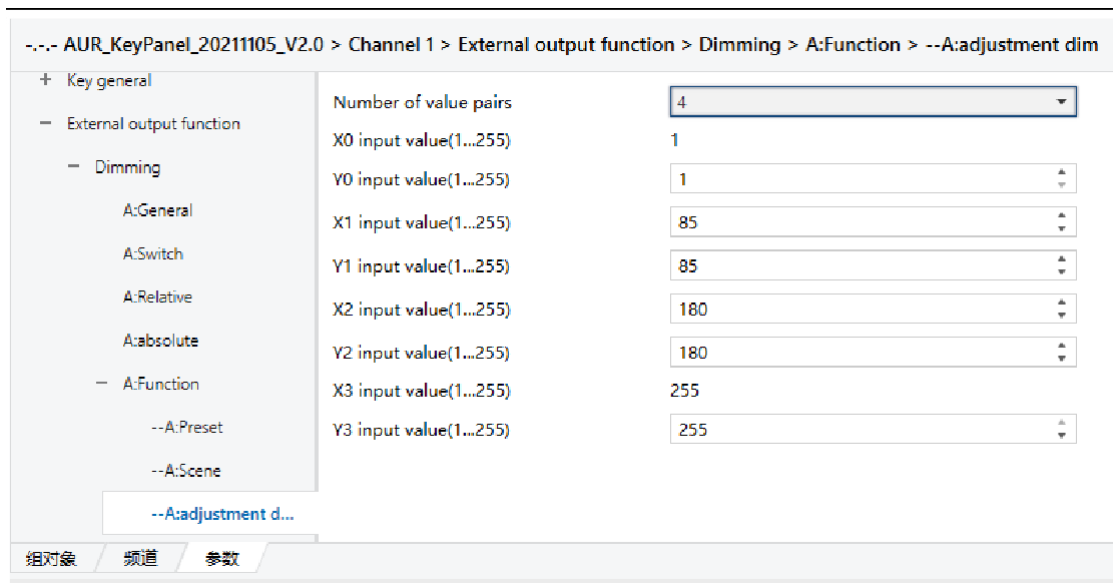 -.-.- AUR_KeyPanel_20211105_V2.0 > Channel 1 > External output function > Dimming > A:Function > --A:adjustment dim
+ Key general
− External output function
− Dimming
A:General
A:Switch
A:Relative
A:absolute
− A:Function
--A:Preset
--A:Scene
--A:adjustment d...
Number of value pairs 4
X0 input value(1...255) 1
Y0 input value(1...255) 1
X1 input value(1...255) 85
Y1 input value(1...255) 85
X2 input value(1...255) 180
Y2 input value(1...255) 180
X3 input value(1...255) 255
Y3 input value(1...255) 255
组对象 / 频道 / 参数